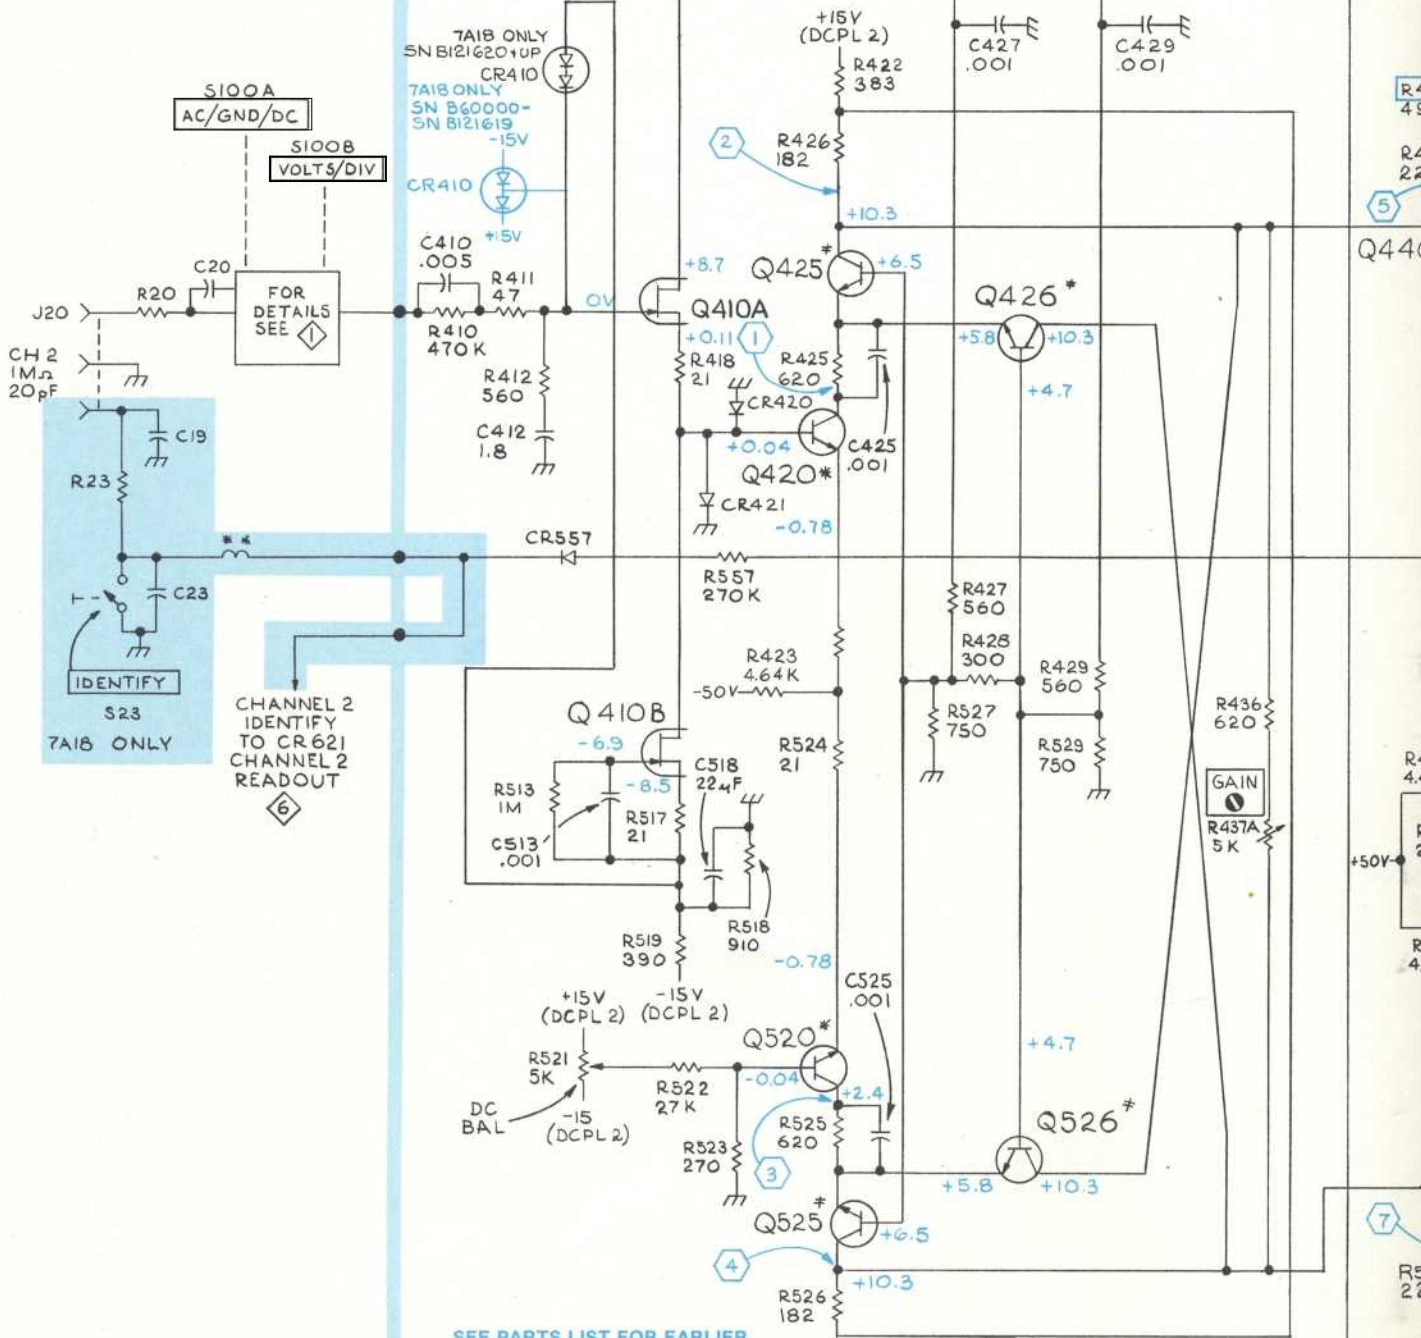 7A18 ONLY
SN B121620+UP
CR410
7A18 ONLY
SN B60000-
SN B121619
-15V
CR410
+15V
S100A
AC/GND/DC
S100B
VOLTS/DIV
+15V
(DCPL 2)
R422
383
C427
.001
C429
.001
2
R426
182
+10.3
5
Q425*
+6.5
Q426*
+5.8
+10.3
+4.7
C20
R20
J20
FOR
DETAILS
SEE 1
CH 2
1MΩ
20pF
C410
.005
R411
47
R410
470K
0V
+8.7
Q410A
+0.11
1
R418
21
R425
620
R412
560
C412
1.8
CR420
+0.04
Q420*
C425
.001
CR421
-0.78
C19
R23
**
C23
IDENTIFY
S23
7A18 ONLY
CR557
R557
270K
CHANNEL 2
IDENTIFY
TO CR621
CHANNEL 2
READOUT
6
R427
560
R428
300
R429
560
R423
4.64K
-50V
R527
750
R529
750
R436
620
GAIN
R437A
5K
+50V
Q410B
-6.9
-8.5
R524
21
C518
22µF
R513
1M
R517
21
C513
.001
R518
910
R519
390
-15V
(DCPL 2)
+15V
(DCPL 2)
-0.78
C525
.001
R521
5K
DC
BAL
-15
(DCPL 2)
R522
27K
R523
270
Q520*
-0.04
+2.4
R525
620
3
+4.7
Q526*
+5.8
+10.3
Q525*
+6.5
4
+10.3
R526
182
7
SEE PARTS LIST FOR EARLIER